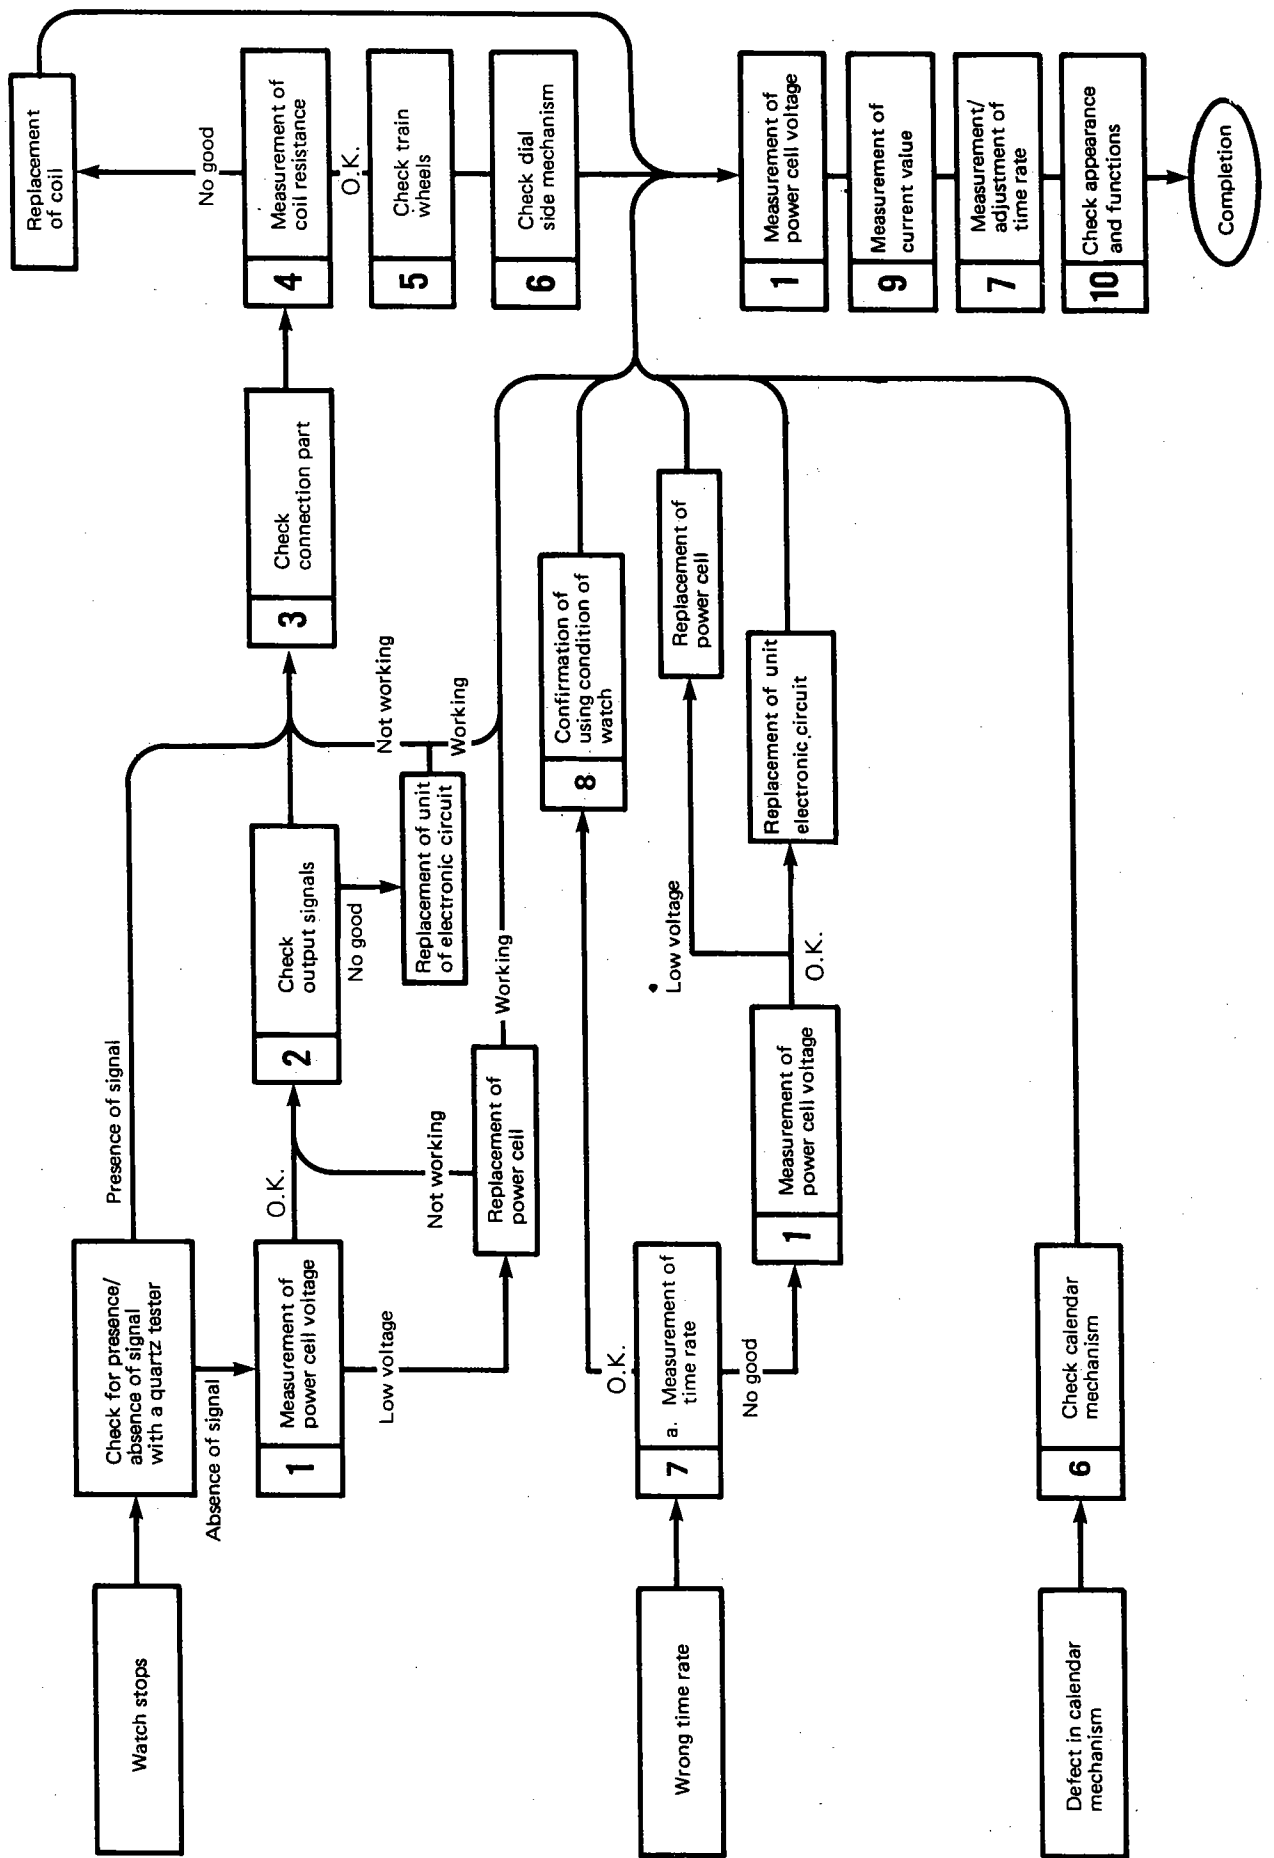 Watch stops
Check for presence/
absence of signal
with a quartz tester
Presence of signal
Absence of signal
1
Measurement of
power cell voltage
O.K.
Low voltage
Replacement of
power cell
Not working
Working
2
Check
output signals
No good
Replacement of unit
of electronic circuit
Not working
Working
3
Check
connection part
4
Measurement of
coil resistance
No good
Replacement
of coil
O.K.
5
Check train
wheels
6
Check dial
side mechanism
Wrong time rate
7
a. Measurement of
time rate
O.K.
No good
8
Confirmation of
using condition of
watch
1
Measurement of
power cell voltage
Low voltage
O.K.
Replacement of
power cell
Replacement of unit
electronic circuit
Defect in calendar
mechanism
6
Check calendar
mechanism
1
Measurement of
power cell voltage
9
Measurement of
current value
7
Measurement/
adjustment of
time rate
10
Check appearance
and functions
Completion